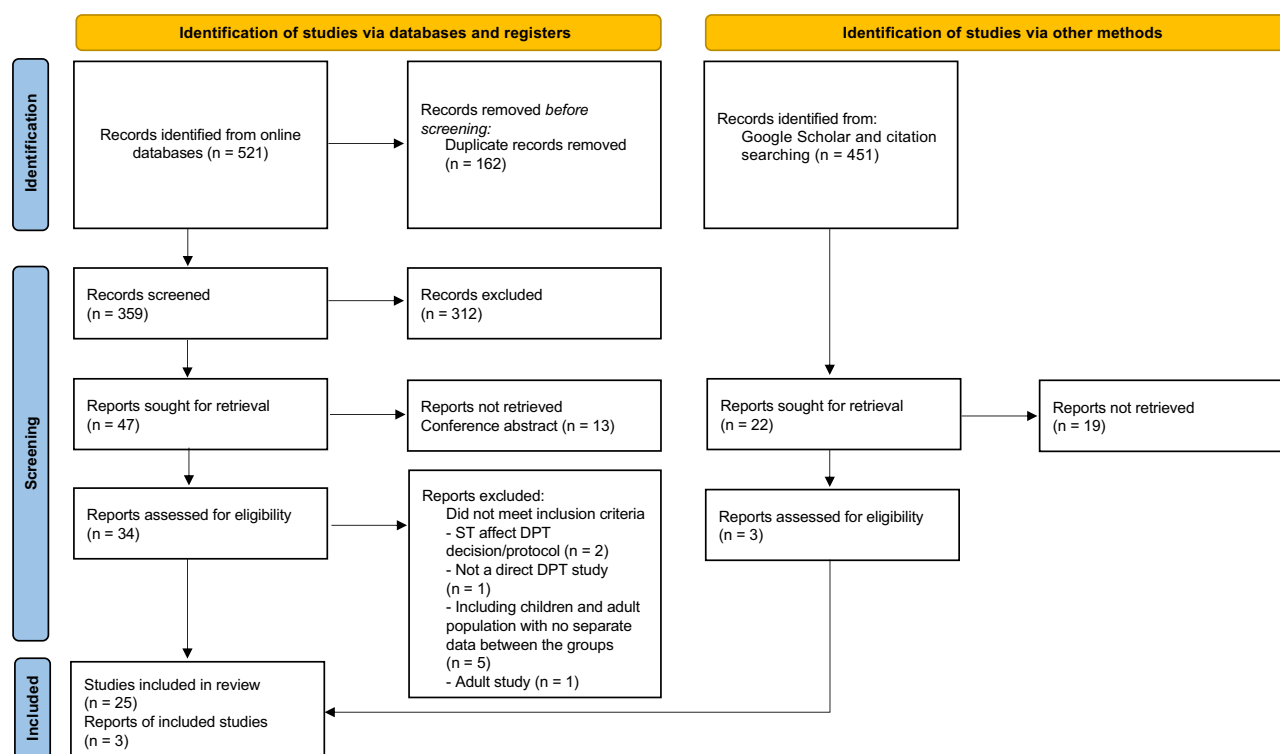 Identification of studies via databases and registers
Identification of studies via other methods
Identification
Records identified from online
databases (n = 521)
Records removed before
screening:
Duplicate records removed
(n = 162)
Records identified from:
Google Scholar and citation
searching (n = 451)
Screening
Records screened
(n = 359)
Records excluded
(n = 312)
Reports sought for retrieval
(n = 47)
Reports not retrieved
Conference abstract (n = 13)
Reports sought for retrieval
(n = 22)
Reports not retrieved
(n = 19)
Reports assessed for eligibility
(n = 34)
Reports excluded:
Did not meet inclusion criteria
- ST affect DPT
decision/protocol (n = 2)
- Not a direct DPT study
(n = 1)
- Including children and adult
population with no separate
data between the groups
(n = 5)
- Adult study (n = 1)
Reports assessed for eligibility
(n = 3)
Included
Studies included in review
(n = 25)
Reports of included studies
(n = 3)